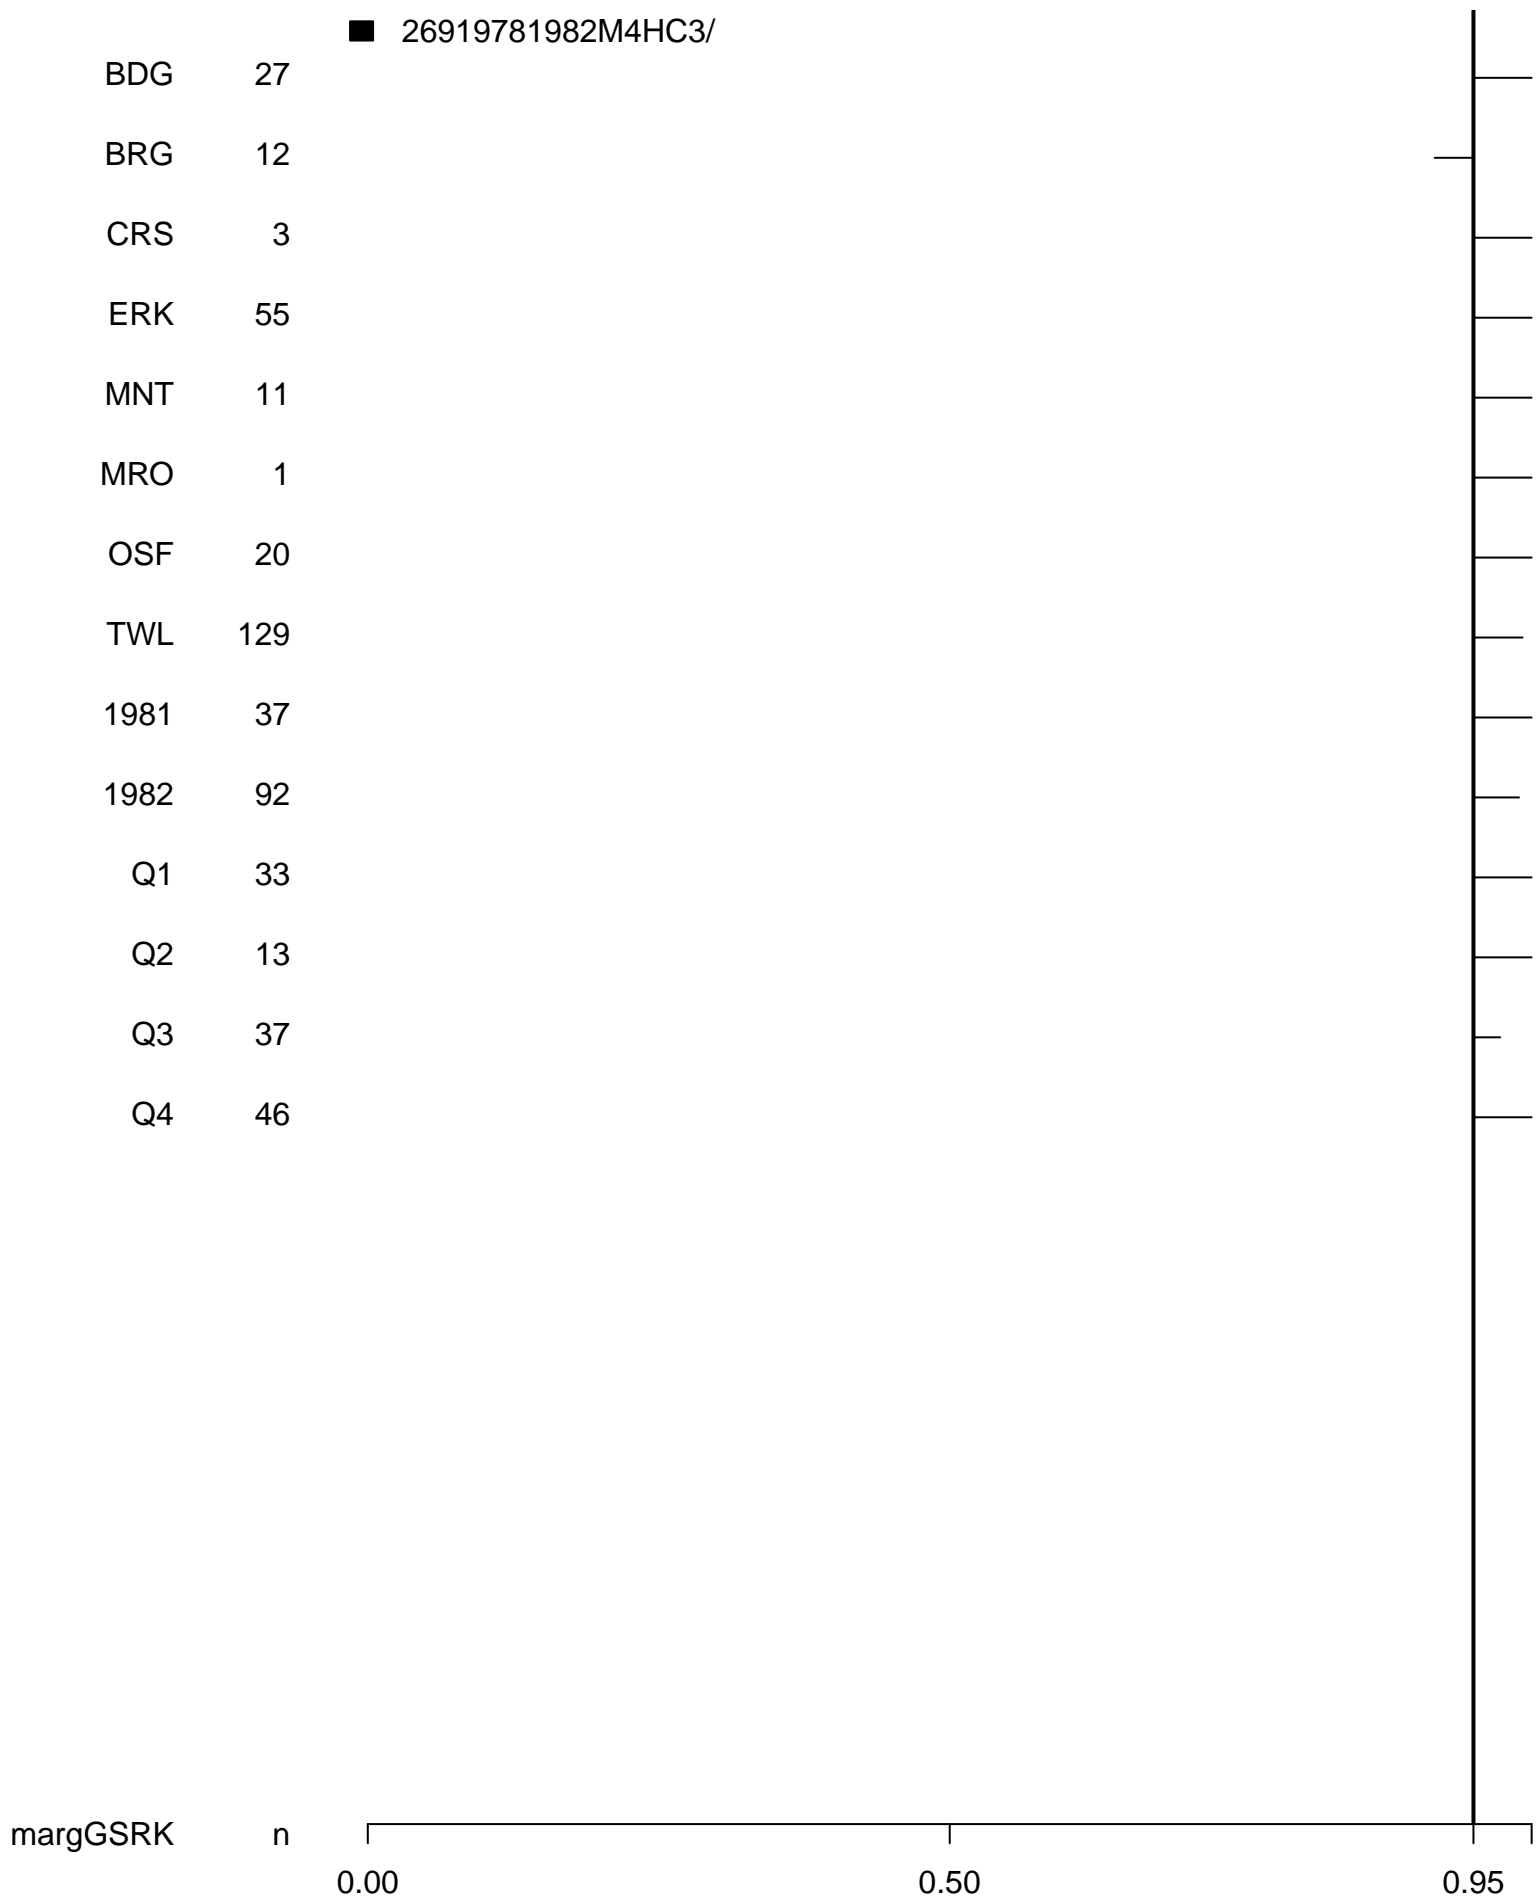 26919781982M4HC3/
BDG 27
BRG 12
CRS 3
ERK 55
MNT 11
MRO 1
OSF 20
TWL 129
1981 37
1982 92
Q1 33
Q2 13
Q3 37
Q4 46
margGSRK n
0.00 0.50 0.95